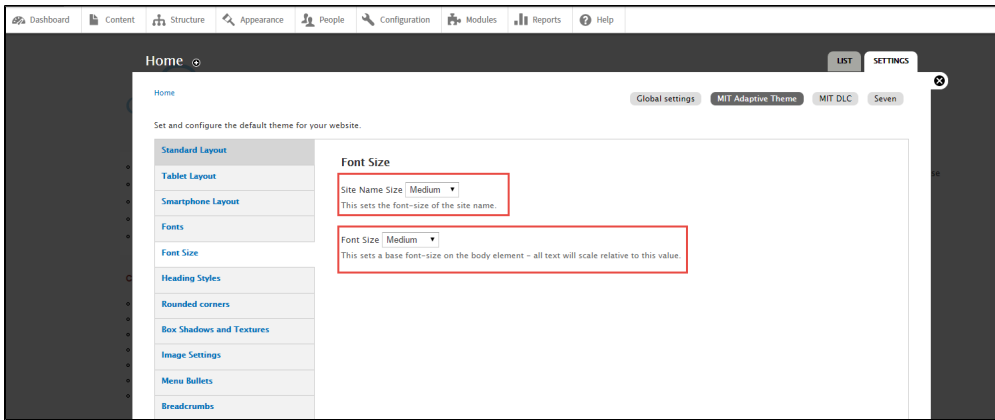 Dashboard Content Structure Appearance People Configuration Modules Reports Help
Home
LIST SETTINGS
Home
Global settings MIT Adaptive Theme MIT DLC Seven
Set and configure the default theme for your website.
Standard Layout
Tablet Layout
Smartphone Layout
Fonts
Font Size
Heading Styles
Rounded corners
Box Shadows and Textures
Image Settings
Menu Bullets
Breadcrumbs
Font Size
Site Name Size Medium
This sets the font-size of the site name.
Font Size Medium
This sets a base font-size on the body element - all text will scale relative to this value.